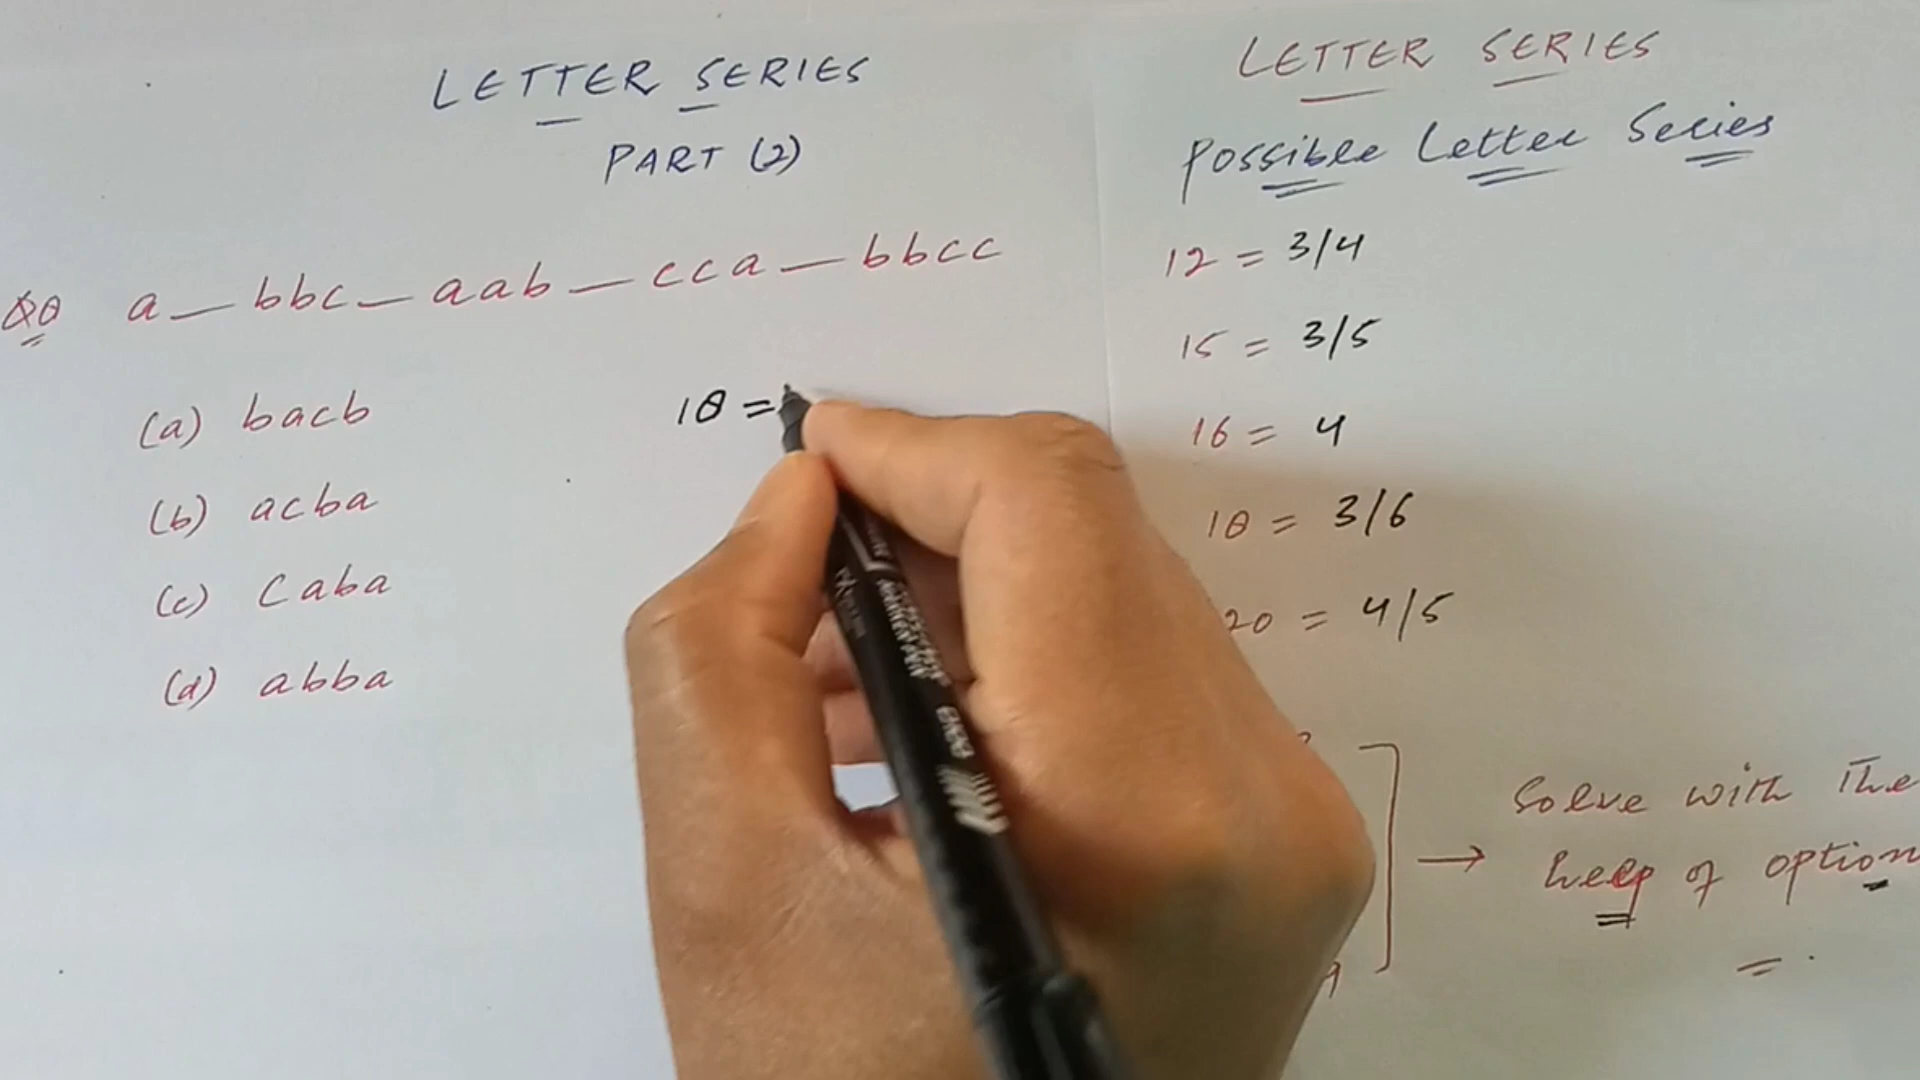 LETTER SERIES
PART (2)
Q8 a _ bbc _ aab _ cca _ bbcc
(a) bacb
(b) acba
(c) Caba
(d) abba
18 =
LETTER SERIES
Possible Letter Series
12 = 3/4
15 = 3/5
16 = 4
18 = 3/6
20 = 4/5
Solve with The
help of option